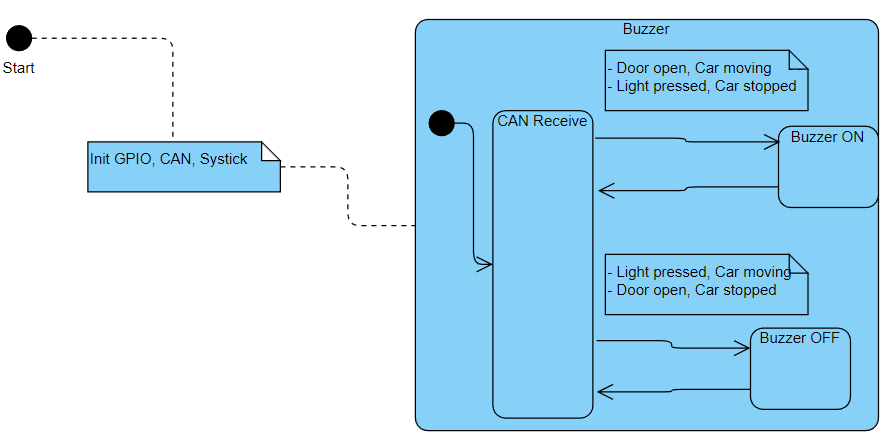 Start
Init GPIO, CAN, Systick
Buzzer
- Door open, Car moving
- Light pressed, Car stopped
CAN Receive
Buzzer ON
- Light pressed, Car moving
- Door open, Car stopped
Buzzer OFF